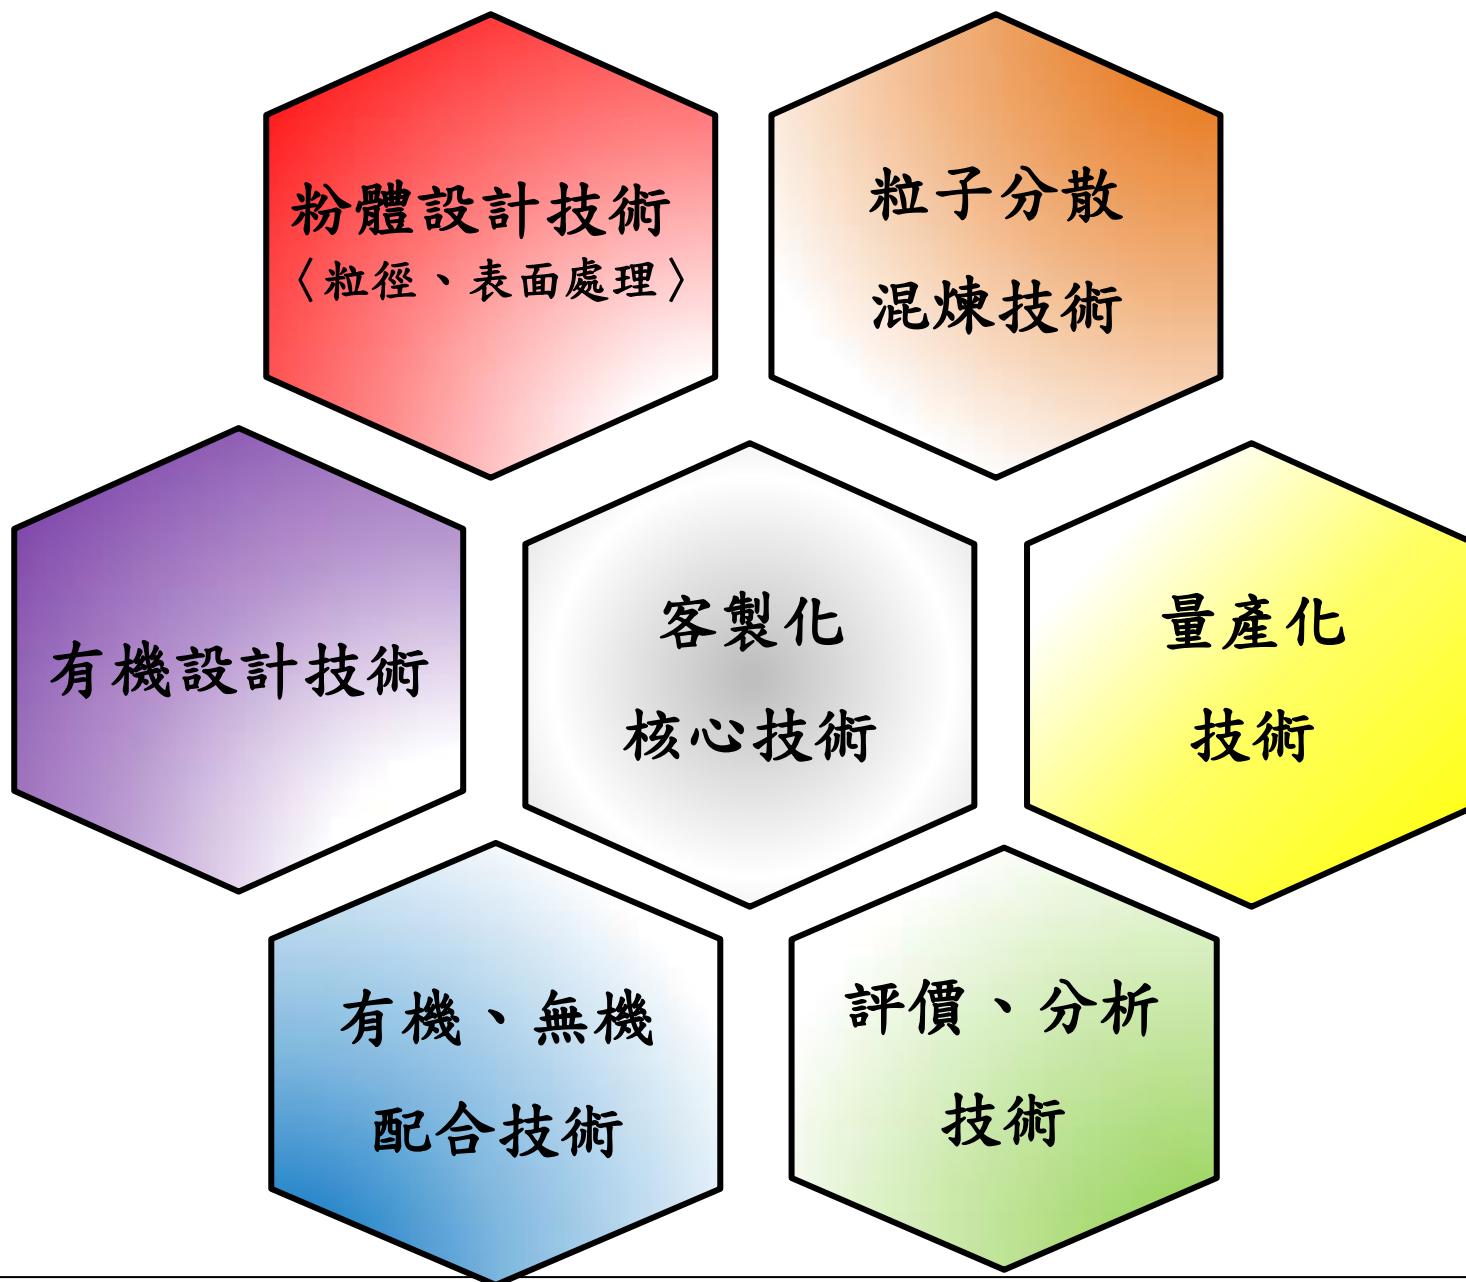 粉體設計技術
〈粒徑、表面處理〉
粒子分散
混煉技術
有機設計技術
客製化
核心技術
量產化
技術
有機、無機
配合技術
評價、分析
技術